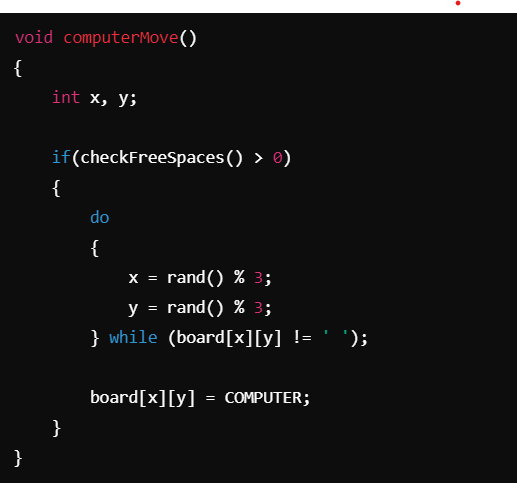 void computerMove()
{
    int x, y;

    if(checkFreeSpaces() > 0)
    {
        do
        {
            x = rand() % 3;
            y = rand() % 3;
        } while (board[x][y] != ' ');

        board[x][y] = COMPUTER;
    }
}